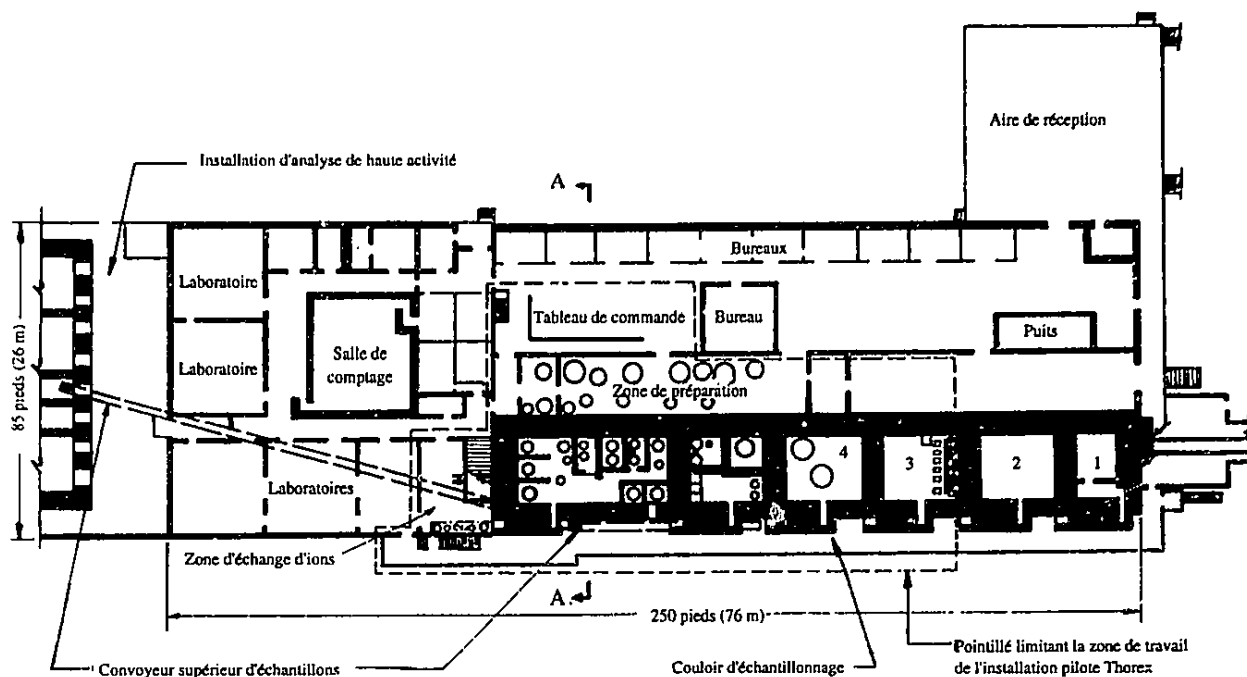 Aire de réception
Installation d'analyse de haute activité
A
Bureaux
Laboratoire
Tableau de commande
Bureau
Puits
Salle de
comptage
Laboratoire
Zone de préparation
85 pieds (26 m)
4
3
2
1
Laboratoires
Zone d'échange d'ions
A
250 pieds (76 m)
Convoyeur supérieur d'échantillons
Couloir d'échantillonnage
Pointillé limitant la zone de travail
de l'installation pilote Thorex